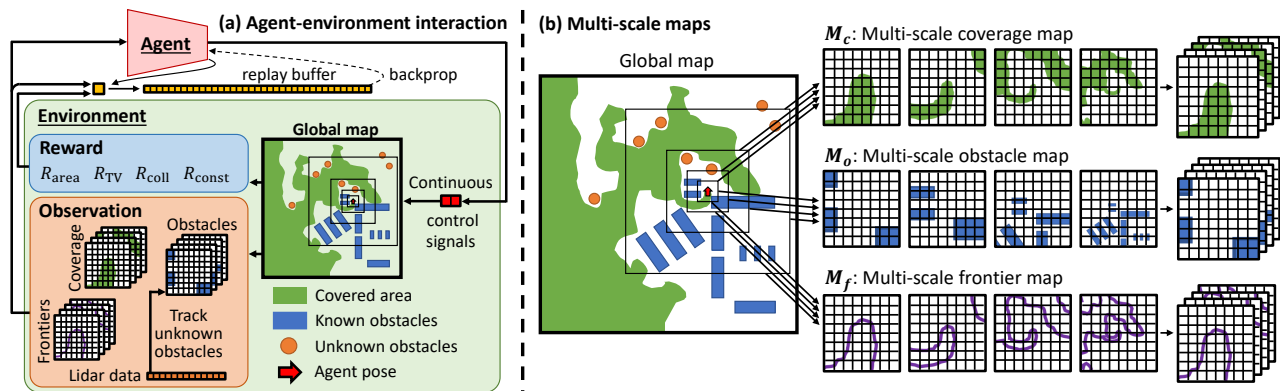 (a) Agent-environment interaction
Agent
replay buffer
backprop
Environment
Reward
R_area R_TV R_coll R_const
Observation
Coverage
Obstacles
Frontiers
Track
unknown
obstacles
Lidar data
Global map
Continuous
control
signals
Covered area
Known obstacles
Unknown obstacles
Agent pose
(b) Multi-scale maps
Global map
M_c: Multi-scale coverage map
M_o: Multi-scale obstacle map
M_f: Multi-scale frontier map